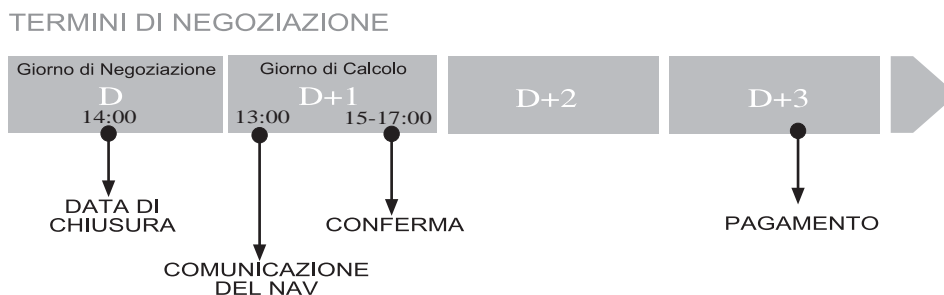 TERMINI DI NEGOZIAZIONE
Giorno di Negoziazione
D
14:00
Giorno di Calcolo
D+1
13:00 15-17:00
D+2
D+3
DATA DI
CHIUSURA
CONFERMA
PAGAMENTO
COMUNICAZIONE
DEL NAV